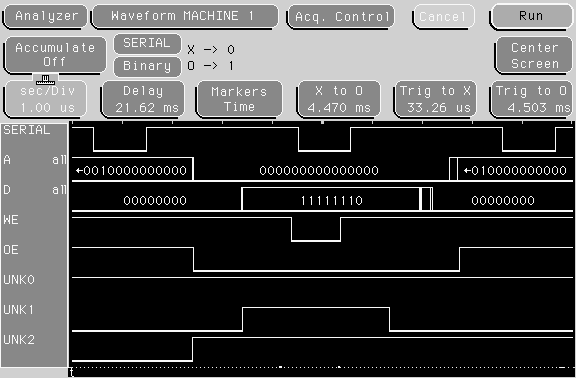 Analyzer Waveform MACHINE 1 Acq. Control Cancel Run
Accumulate Off SERIAL X -> 0 Center Screen
Binary O -> 1
sec/Div 1.00 us Delay 21.62 ms Markers Time X to O 4.470 ms Trig to X 33.26 us Trig to O 4.503 ms
SERIAL
A all ←0010000000000 000000000000000 ←010000000000
D all 00000000 11111110 00000000
WE
OE
UNK0
UNK1
UNK2